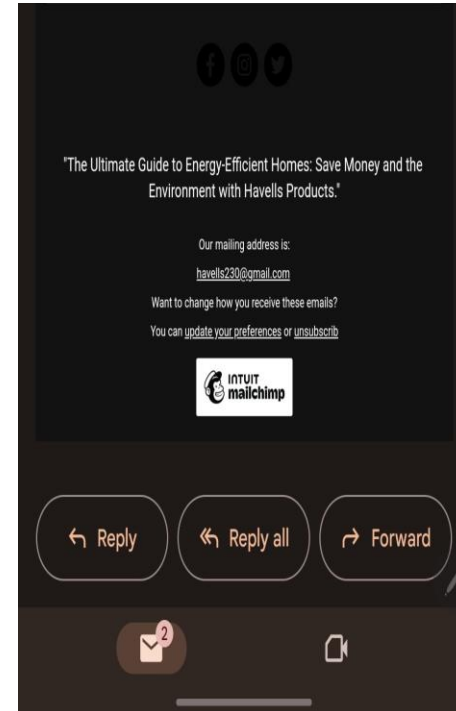 "The Ultimate Guide to Energy-Efficient Homes: Save Money and the
Environment with Havells Products."
Our mailing address is:
havells230@gmail.com
Want to change how you receive these emails?
You can update your preferences or unsubscrib
INTUIT
mailchimp
Reply
Reply all
Forward
2